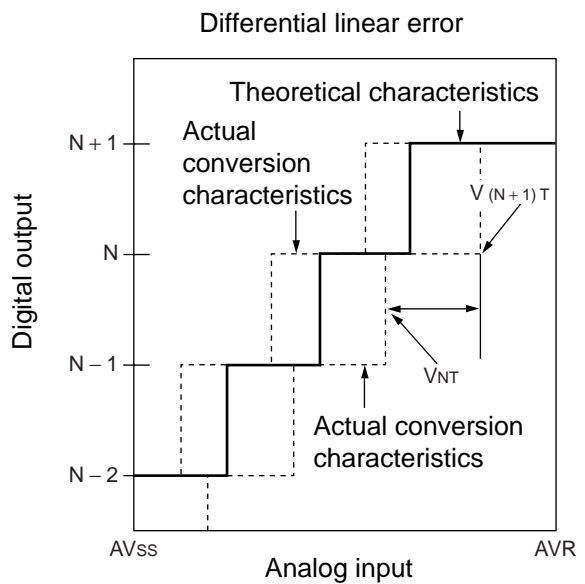 Differential linear error
Theoretical characteristics
N + 1
Actual
conversion
characteristics
V (N + 1) T
Digital output
N
N – 1
VNT
Actual conversion
characteristics
N – 2
AVss
AVR
Analog input